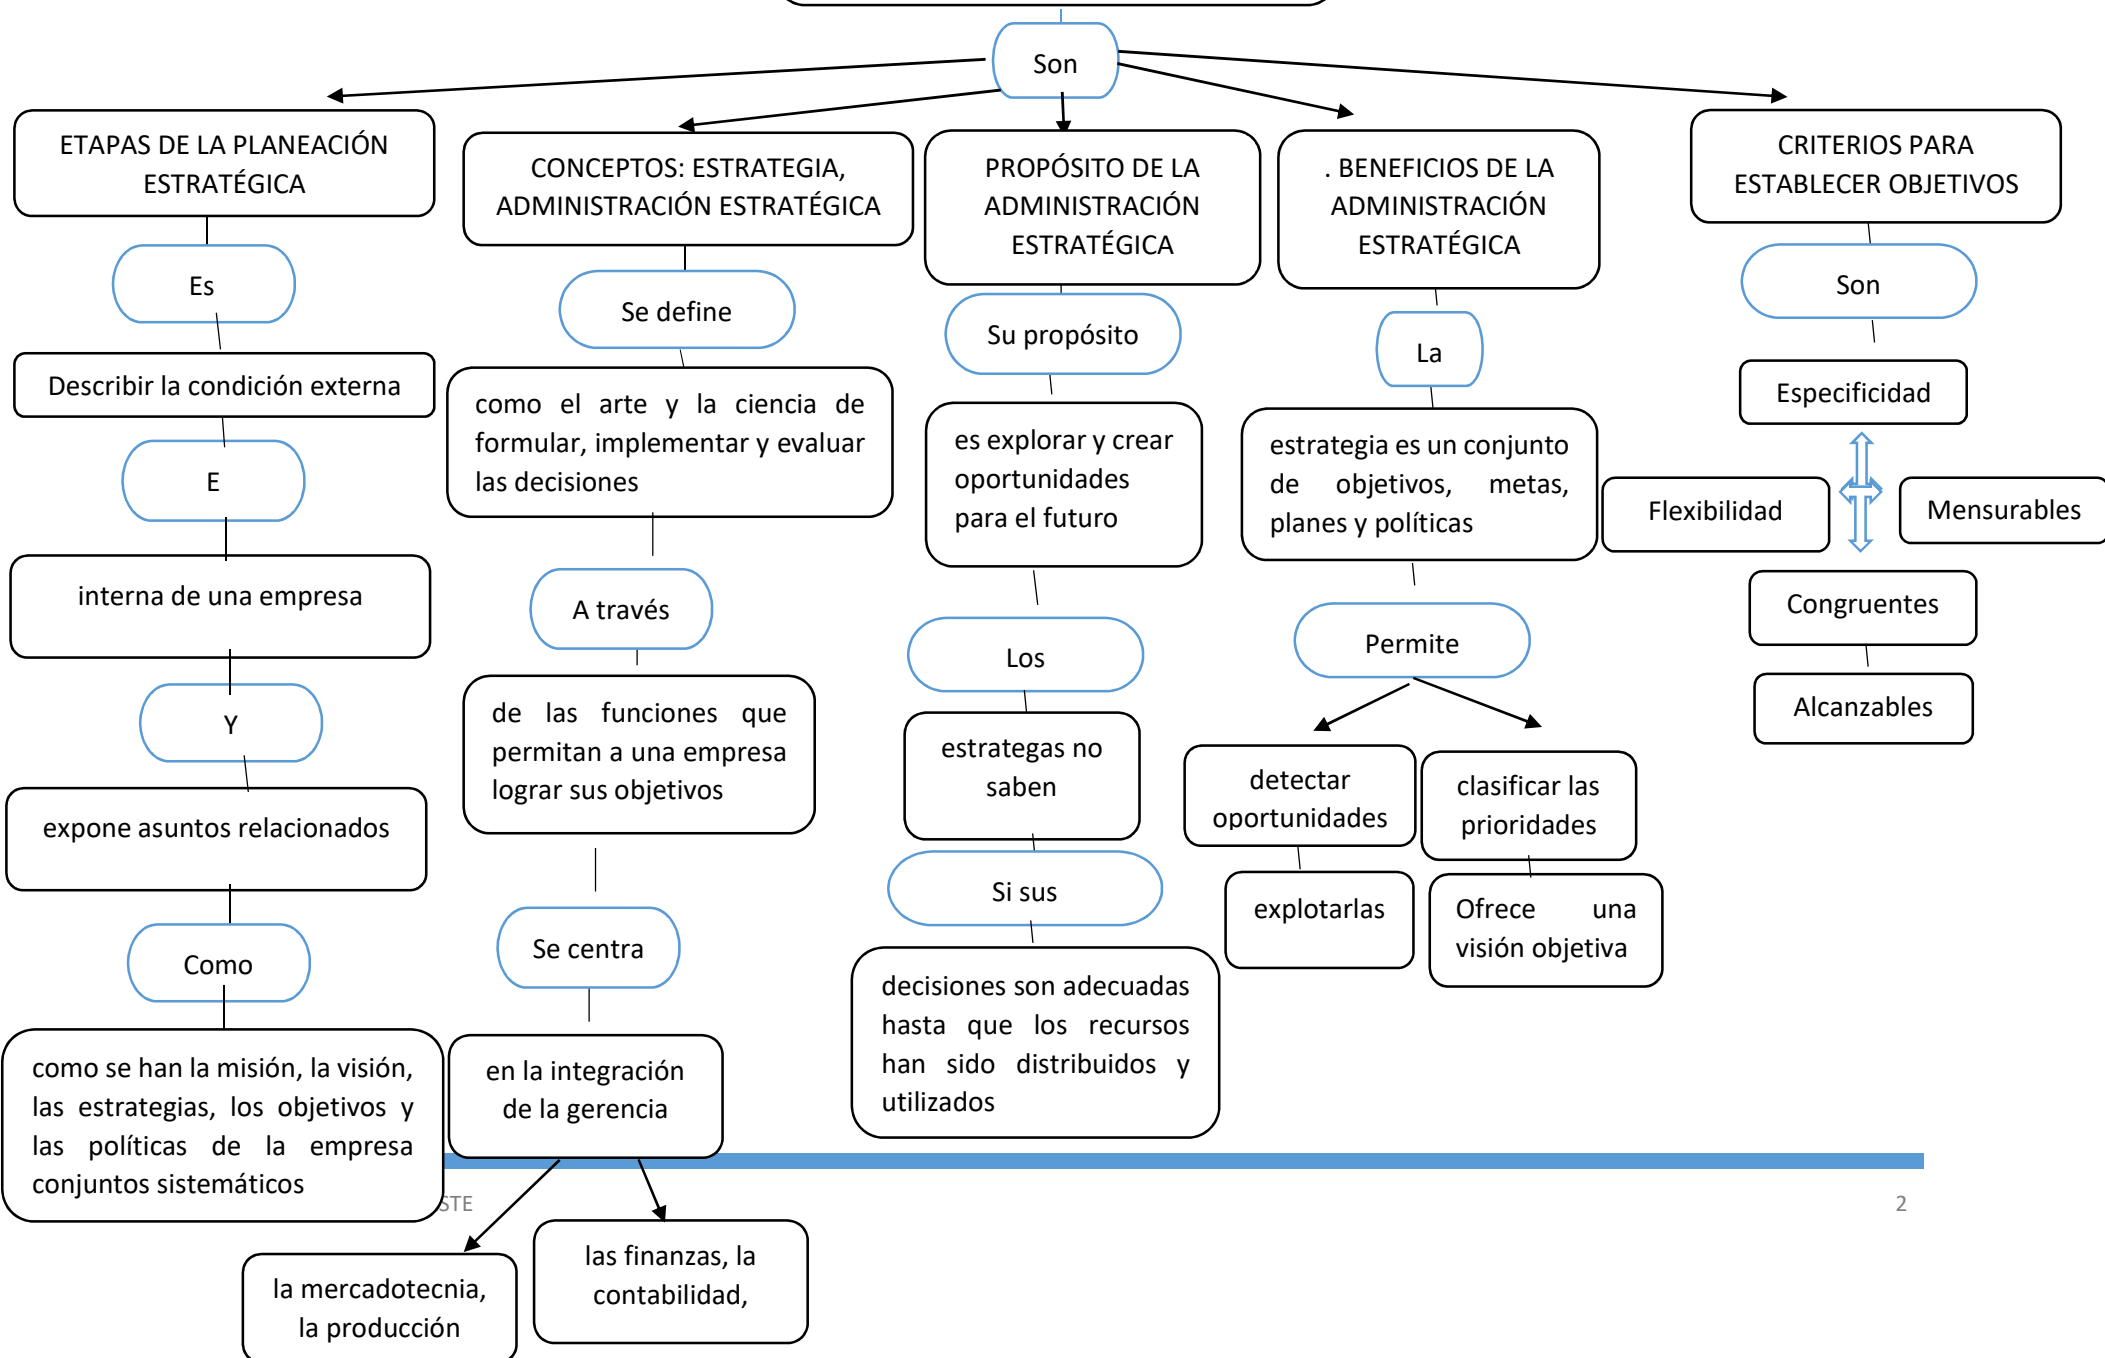 Son
ETAPAS DE LA PLANEACIÓN
ESTRATÉGICA
Es
Describir la condición externa
E
interna de una empresa
Y
expone asuntos relacionados
Como
como se han la misión, la visión,
las estrategias, los objetivos y
las políticas de la empresa
conjuntos sistemáticos
CONCEPTOS: ESTRATEGIA,
ADMINISTRACIÓN ESTRATÉGICA
Se define
como el arte y la ciencia de
formular, implementar y evaluar
las decisiones
A través
de las funciones que
permitan a una empresa
lograr sus objetivos
Se centra
en la integración
de la gerencia
la mercadotecnia,
la producción
las finanzas, la
contabilidad,
PROPÓSITO DE LA
ADMINISTRACIÓN
ESTRATÉGICA
Su propósito
es explorar y crear
oportunidades
para el futuro
Los
estrategas no
saben
Si sus
decisiones son adecuadas
hasta que los recursos
han sido distribuidos y
utilizados
. BENEFICIOS DE LA
ADMINISTRACIÓN
ESTRATÉGICA
La
estrategia es un conjunto
de objetivos, metas,
planes y políticas
Permite
detectar
oportunidades
explotarlas
clasificar las
prioridades
Ofrece una
visión objetiva
CRITERIOS PARA
ESTABLECER OBJETIVOS
Son
Especificidad
Flexibilidad
Mensurables
Congruentes
Alcanzables
STE
2